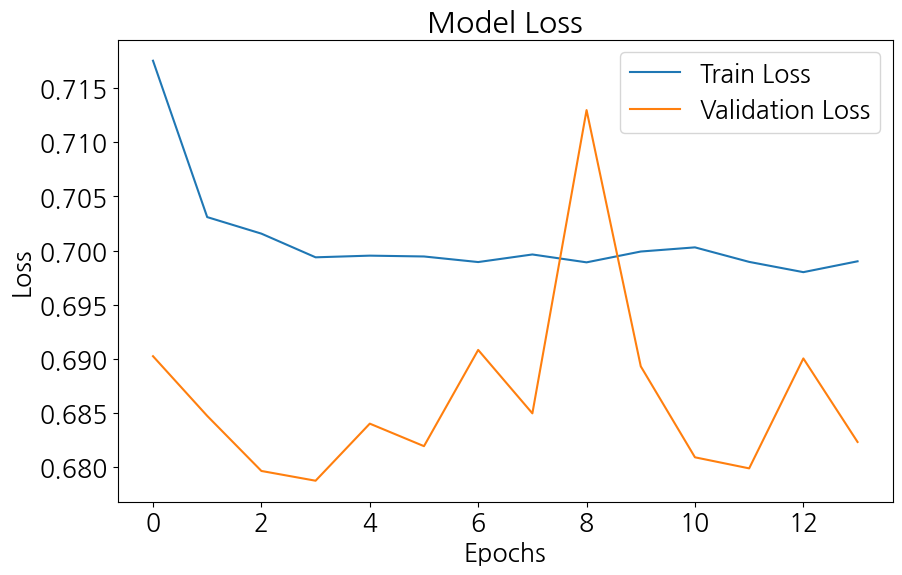 Model Loss
Train Loss
Validation Loss
0.715
0.710
0.705
0.700
0.695
0.690
0.685
0.680
Loss
0 2 4 6 8 10 12
Epochs